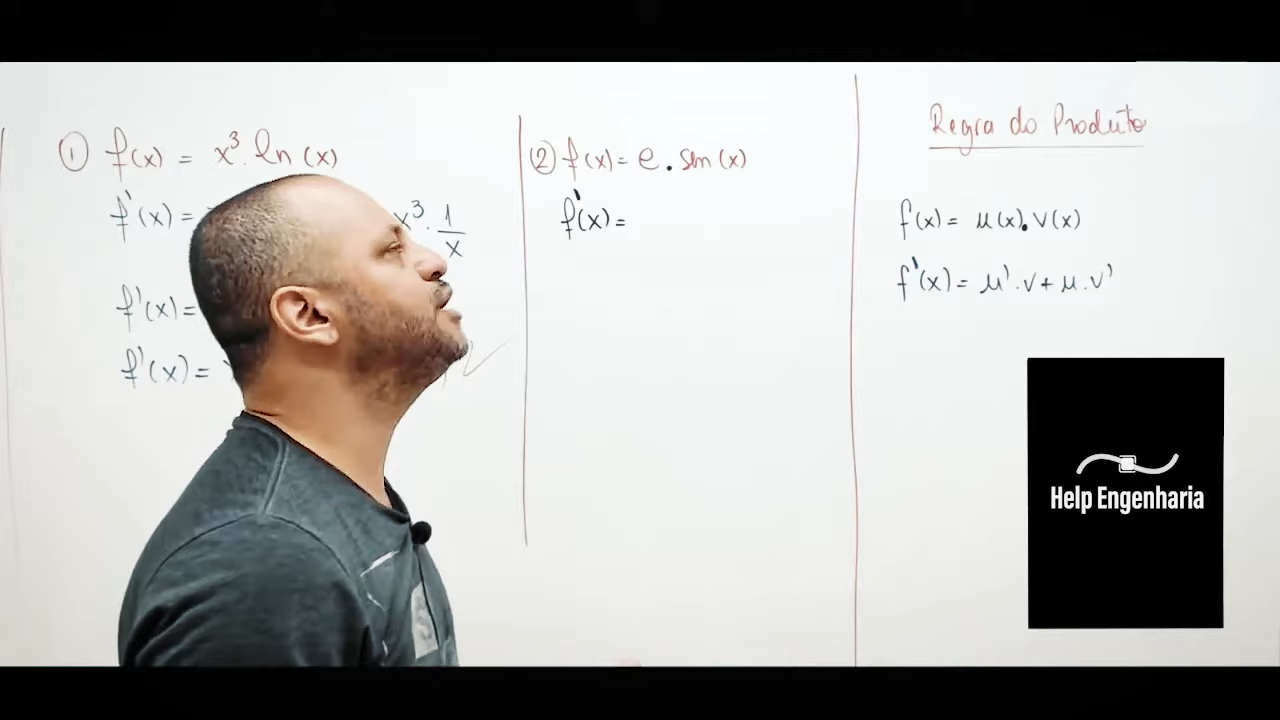 ① f(x) = x³. ln (x)
f'(x) =
x³. 1/x
f'(x) =
f'(x) =
② f(x) = e . sen (x)
f'(x) =
Regra do Produto
f(x) = μ(x). V(x)
f'(x) = μ'. v + μ. v'
Help Engenharia